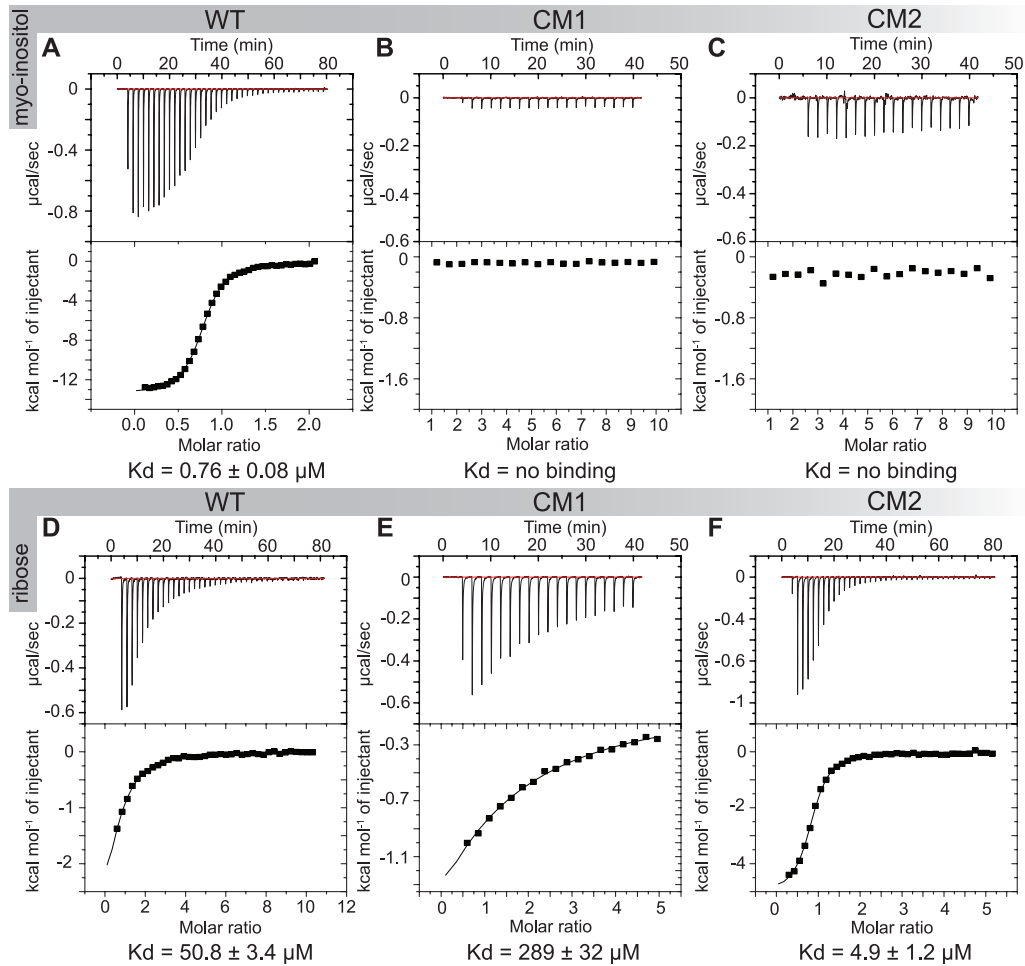 WT CM1 CM2
myo-inositol
A B C
Time (min) Time (min) Time (min)
0 20 40 60 80 0 10 20 30 40 50 0 10 20 30 40 50
0 0 0
-0.4 -0.2 -0.2
-0.8 -0.4 -0.4
-0.6 -0.6
µcal/sec µcal/sec µcal/sec
0 0 0
-4 -0.8 -0.8
-8 -1.6 -1.6
-12
kcal mol⁻¹ of injectant kcal mol⁻¹ of injectant kcal mol⁻¹ of injectant
0.0 0.5 1.0 1.5 2.0 1 2 3 4 5 6 7 8 9 10 1 2 3 4 5 6 7 8 9 10
Molar ratio Molar ratio Molar ratio
Kd = 0.76 ± 0.08 µM Kd = no binding Kd = no binding
WT CM1 CM2
ribose
D E F
Time (min) Time (min) Time (min)
0 20 40 60 80 0 10 20 30 40 50 0 20 40 60 80
0 0 0
-0.2 -0.2 -0.2
-0.4 -0.4 -0.6
-0.6 -0.6 -1
µcal/sec µcal/sec µcal/sec
0 -0.3 0
-1 -0.7 -2
-2 -1.1 -4
kcal mol⁻¹ of injectant kcal mol⁻¹ of injectant kcal mol⁻¹ of injectant
0 2 4 6 8 10 12 0 1 2 3 4 5 0 1 2 3 4 5
Molar ratio Molar ratio Molar ratio
Kd = 50.8 ± 3.4 µM Kd = 289 ± 32 µM Kd = 4.9 ± 1.2 µM